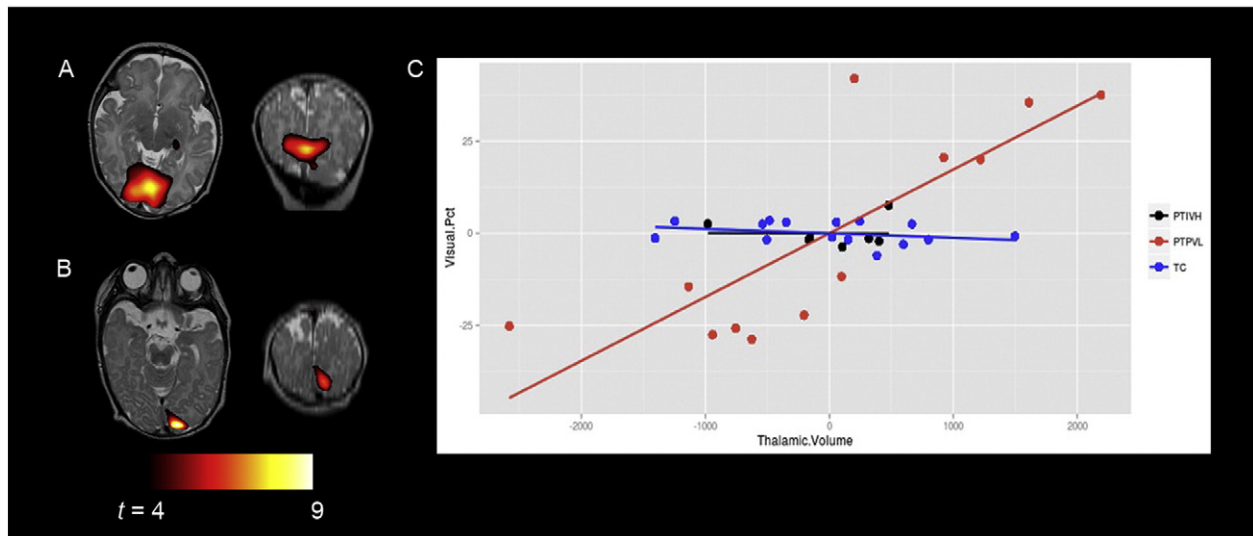 A
B
t = 4
9
C
Visual.Pct
25
0
-25
-2000
-1000
0
1000
2000
Thalamic.Volume
PTIVH
PTPVL
TC